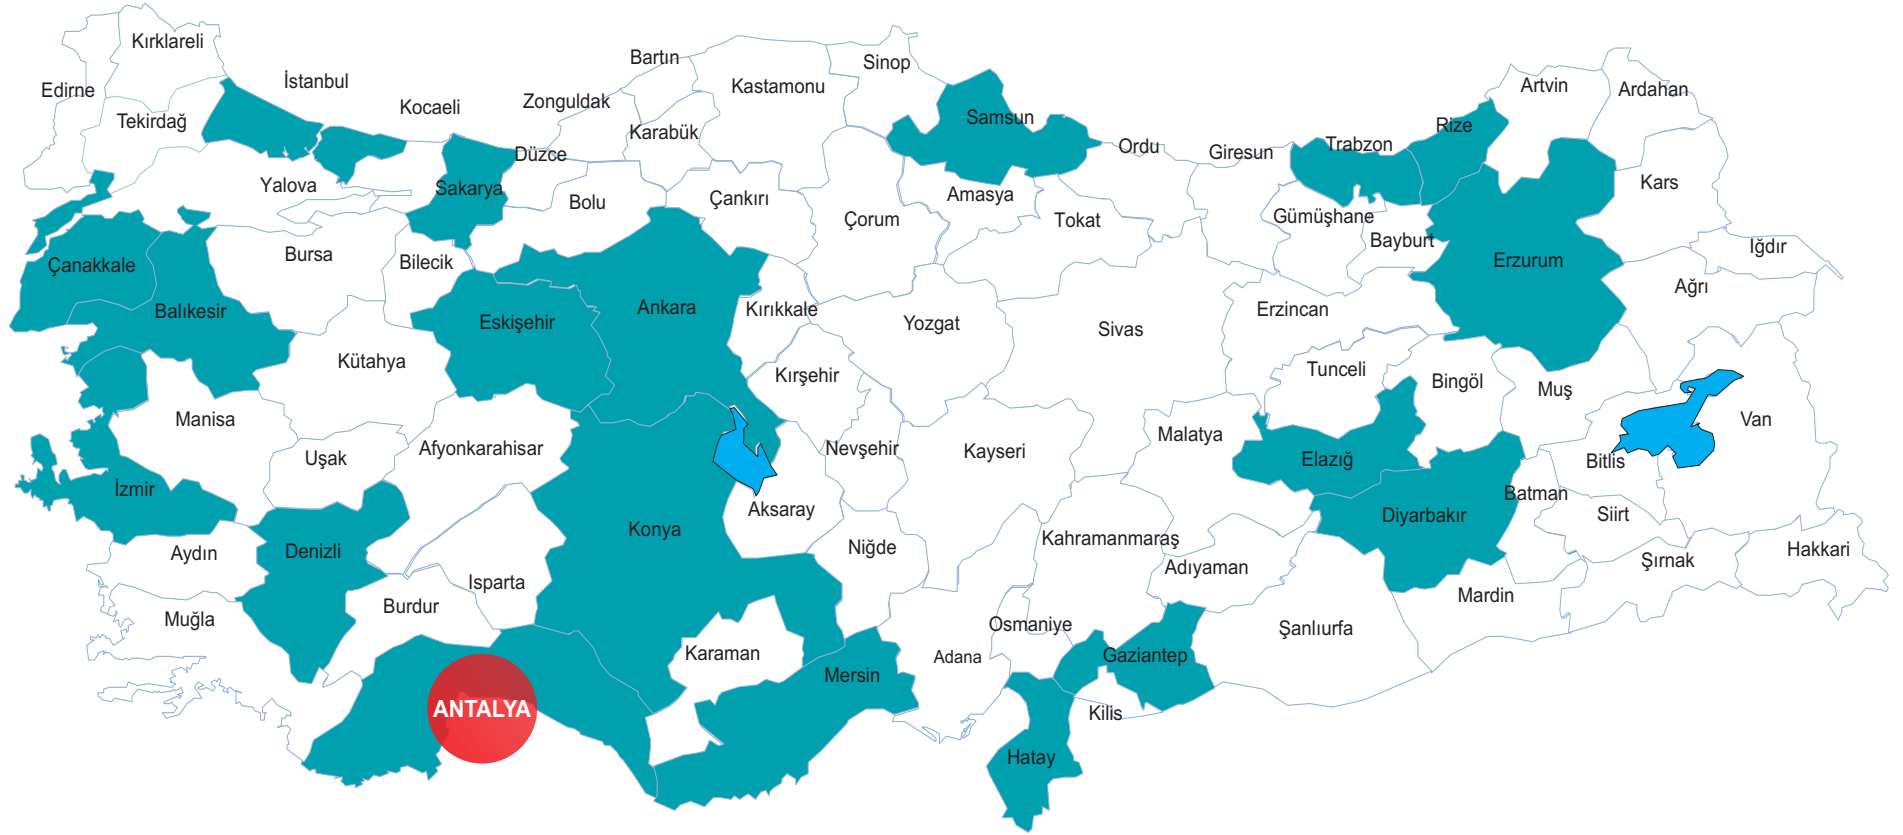 Kırklareli
Edirne
Tekirdağ
İstanbul
Kocaeli
Yalova
Sakarya
Düzce
Zonguldak
Bartın
Karabük
Kastamonu
Sinop
Samsun
Ordu
Giresun
Trabzon
Rize
Artvin
Ardahan
Kars
Iğdır
Ağrı
Erzurum
Bayburt
Gümüşhane
Tokat
Amasya
Çorum
Çankırı
Bolu
Bilecik
Bursa
Çanakkale
Balıkesir
Kütahya
Eskişehir
Ankara
Kırıkkale
Yozgat
Sivas
Erzincan
Tunceli
Bingöl
Muş
Van
Bitlis
Kırşehir
Manisa
Uşak
Afyonkarahisar
Nevşehir
Kayseri
Malatya
Elazığ
Diyarbakır
Batman
Siirt
Şırnak
Hakkari
İzmir
Aydın
Denizli
Isparta
Konya
Aksaray
Niğde
Kahramanmaraş
Adıyaman
Mardin
Şanlıurfa
Muğla
Burdur
Karaman
Mersin
Adana
Osmaniye
Gaziantep
Kilis
Hatay
ANTALYA